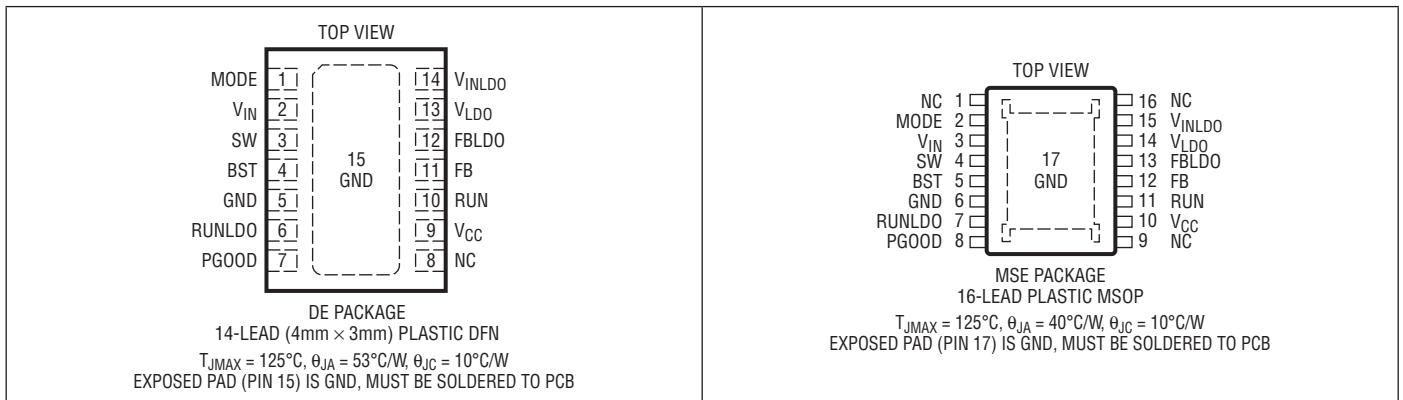 TOP VIEW
MODE 1
VIN 2
SW 3
BST 4
GND 5
RUNLDO 6
PGOOD 7
14 VINLDO
13 VLDO
12 FBLDO
11 FB
10 RUN
9 VCC
8 NC
15
GND
DE PACKAGE
14-LEAD (4mm × 3mm) PLASTIC DFN
TJMAX = 125°C, θJA = 53°C/W, θJC = 10°C/W
EXPOSED PAD (PIN 15) IS GND, MUST BE SOLDERED TO PCB
TOP VIEW
NC 1
MODE 2
VIN 3
SW 4
BST 5
GND 6
RUNLDO 7
PGOOD 8
16 NC
15 VINLDO
14 VLDO
13 FBLDO
12 FB
11 RUN
10 VCC
9 NC
17
GND
MSE PACKAGE
16-LEAD PLASTIC MSOP
TJMAX = 125°C, θJA = 40°C/W, θJC = 10°C/W
EXPOSED PAD (PIN 17) IS GND, MUST BE SOLDERED TO PCB